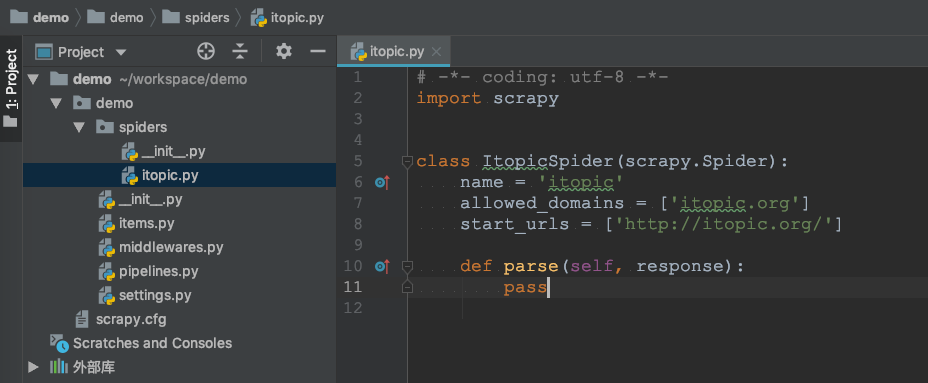 demo demo spiders itopic.py
1: Project
Project
itopic.py
demo ~/workspace/demo
demo
spiders
__init__.py
itopic.py
__init__.py
items.py
middlewares.py
pipelines.py
settings.py
scrapy.cfg
Scratches and Consoles
外部库
1 # -*- coding: utf-8 -*-
2 import scrapy
3
4
5 class ItopicSpider(scrapy.Spider):
6     name = 'itopic'
7     allowed_domains = ['itopic.org']
8     start_urls = ['http://itopic.org/']
9
10     def parse(self, response):
11         pass
12